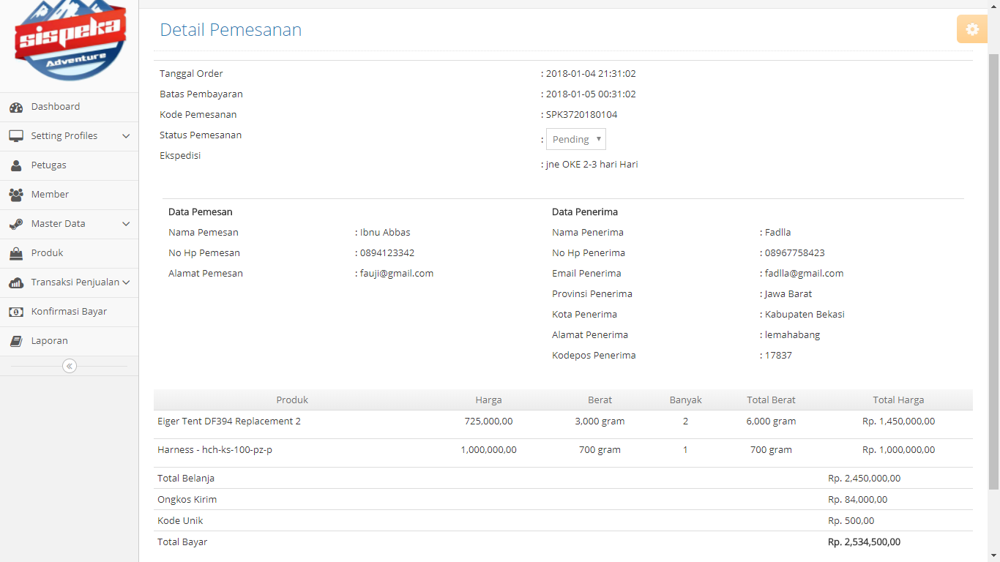 sispeka
Adventure
Dashboard
Setting Profiles
Petugas
Member
Master Data
Produk
Transaksi Penjualan
Konfirmasi Bayar
Laporan
Detail Pemesanan
Tanggal Order : 2018-01-04 21:31:02
Batas Pembayaran : 2018-01-05 00:31:02
Kode Pemesanan : SPK3720180104
Status Pemesanan : Pending
Ekspedisi : jne OKE 2-3 hari Hari
Data Pemesan
Nama Pemesan : Ibnu Abbas
No Hp Pemesan : 0894123342
Alamat Pemesan : fauji@gmail.com
Data Penerima
Nama Penerima : Fadlla
No Hp Penerima : 08967758423
Email Penerima : fadlla@gmail.com
Provinsi Penerima : Jawa Barat
Kota Penerima : Kabupaten Bekasi
Alamat Penerima : lemahabang
Kodepos Penerima : 17837
Produk Harga Berat Banyak Total Berat Total Harga
Eiger Tent DF394 Replacement 2 725,000,00 3,000 gram 2 6,000 gram Rp. 1,450,000,00
Harness - hch-ks-100-pz-p 1,000,000,00 700 gram 1 700 gram Rp. 1,000,000,00
Total Belanja Rp. 2,450,000,00
Ongkos Kirim Rp. 84,000,00
Kode Unik Rp. 500,00
Total Bayar Rp. 2,534,500,00